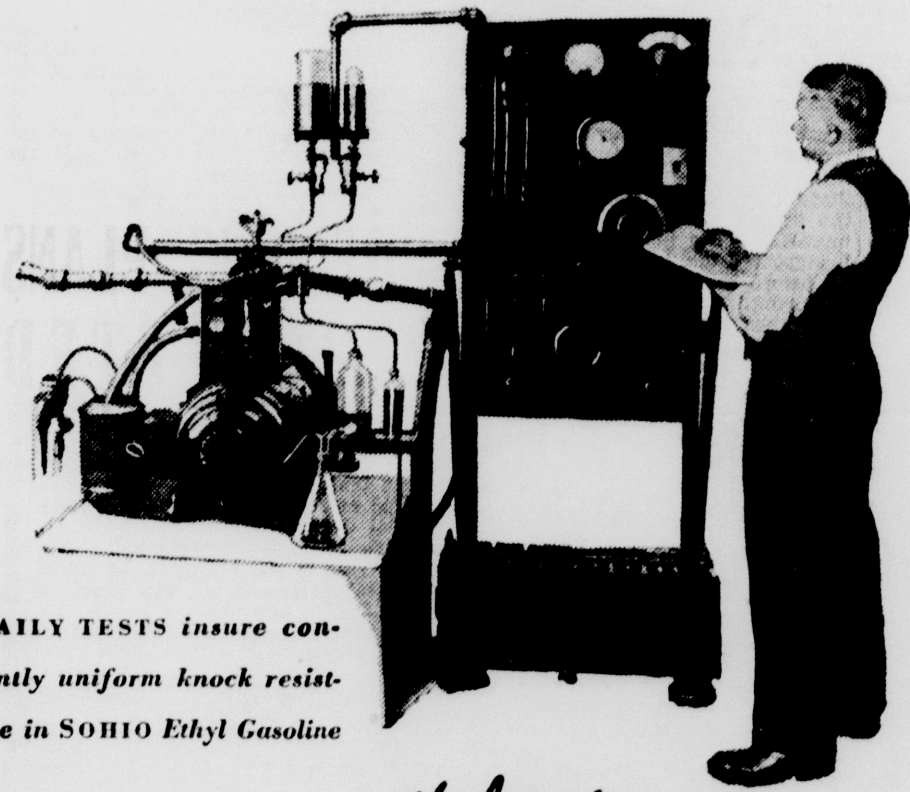 AILY TESTS insure con-
ntly uniform knock resist-
e in SOHIO Ethyl Gasoline